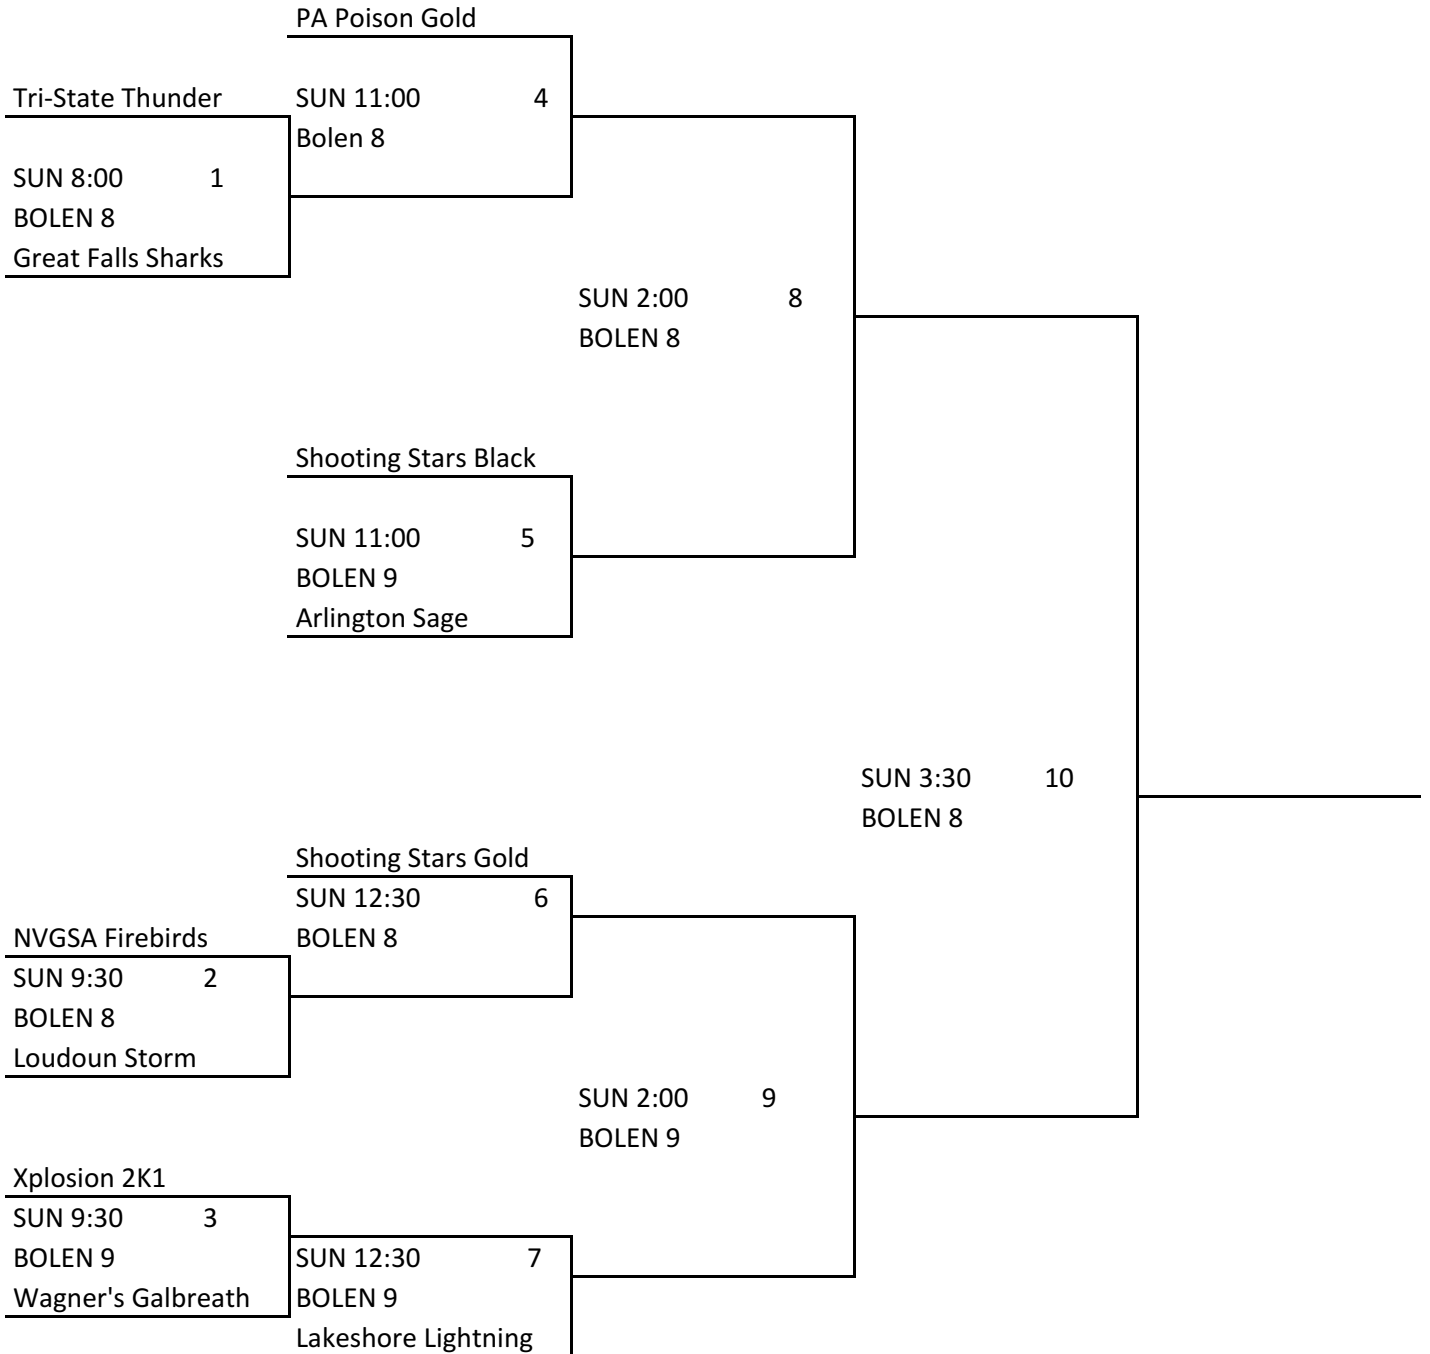 PA Poison Gold
Tri-State Thunder SUN 11:00 4
Bolen 8
SUN 8:00 1
BOLEN 8
Great Falls Sharks
SUN 2:00 8
BOLEN 8
Shooting Stars Black
SUN 11:00 5
BOLEN 9
Arlington Sage
SUN 3:30 10
BOLEN 8
Shooting Stars Gold
SUN 12:30 6
NVGSA Firebirds BOLEN 8
SUN 9:30 2
BOLEN 8
Loudoun Storm
SUN 2:00 9
BOLEN 9
Xplosion 2K1
SUN 9:30 3
BOLEN 9 SUN 12:30 7
Wagner's Galbreath BOLEN 9
Lakeshore Lightning